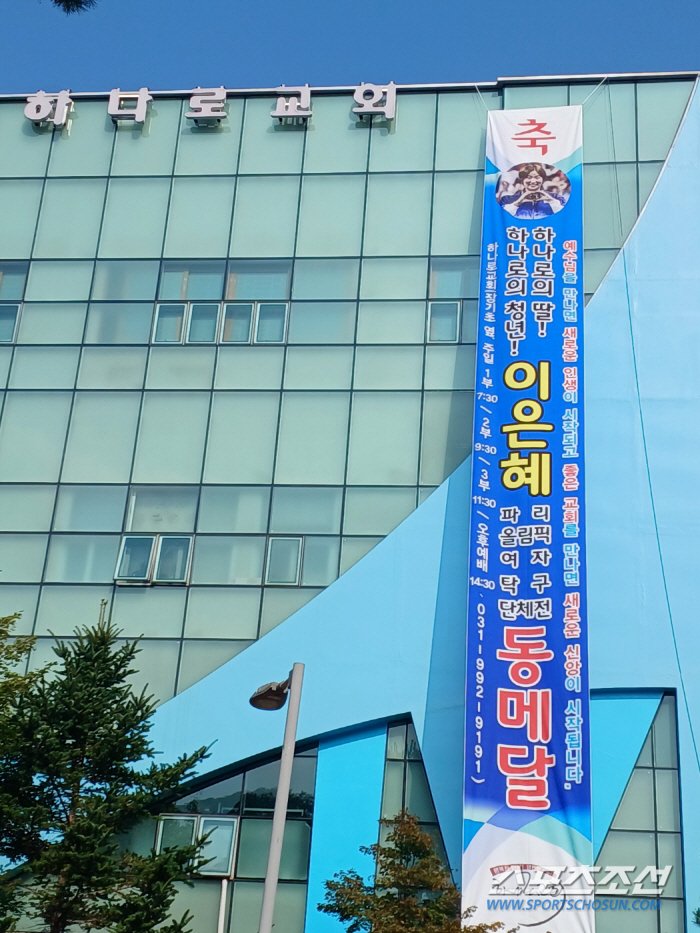 하나로교회
축
하나로의 딸!
하나로의 청년!
이은혜
파리
올림픽
여자
탁구
단체전
동메달
예수님을 만나면 새로운 인생이 시작되고 좋은 교회를 만나면 새로운 신앙이 시작됩니다.
하나로교회(장기초 옆, 주일 1부 7:30 / 2부 9:30 / 3부 11:30 / 오후예배 14:30, 031-992-9191)
스포츠조선
WWW.SPORTSCHOSUN.COM